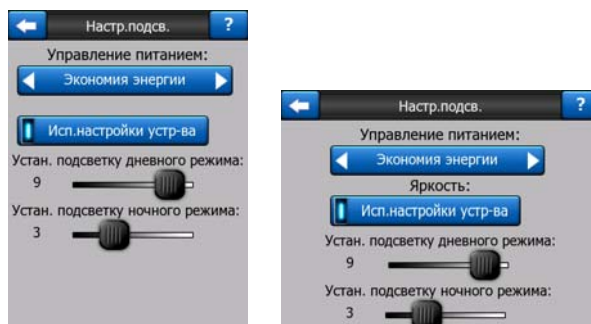 Настр.подсв.
?
Управление питанием:
Экономия энергии
Исп.настройки устр-ва
Устан. подсветку дневного режима:
9
Устан. подсветку ночного режима:
3
Настр.подсв.
?
Управление питанием:
Экономия энергии
Яркость:
Исп.настройки устр-ва
Устан. подсветку дневного режима:
9
Устан. подсветку ночного режима:
3